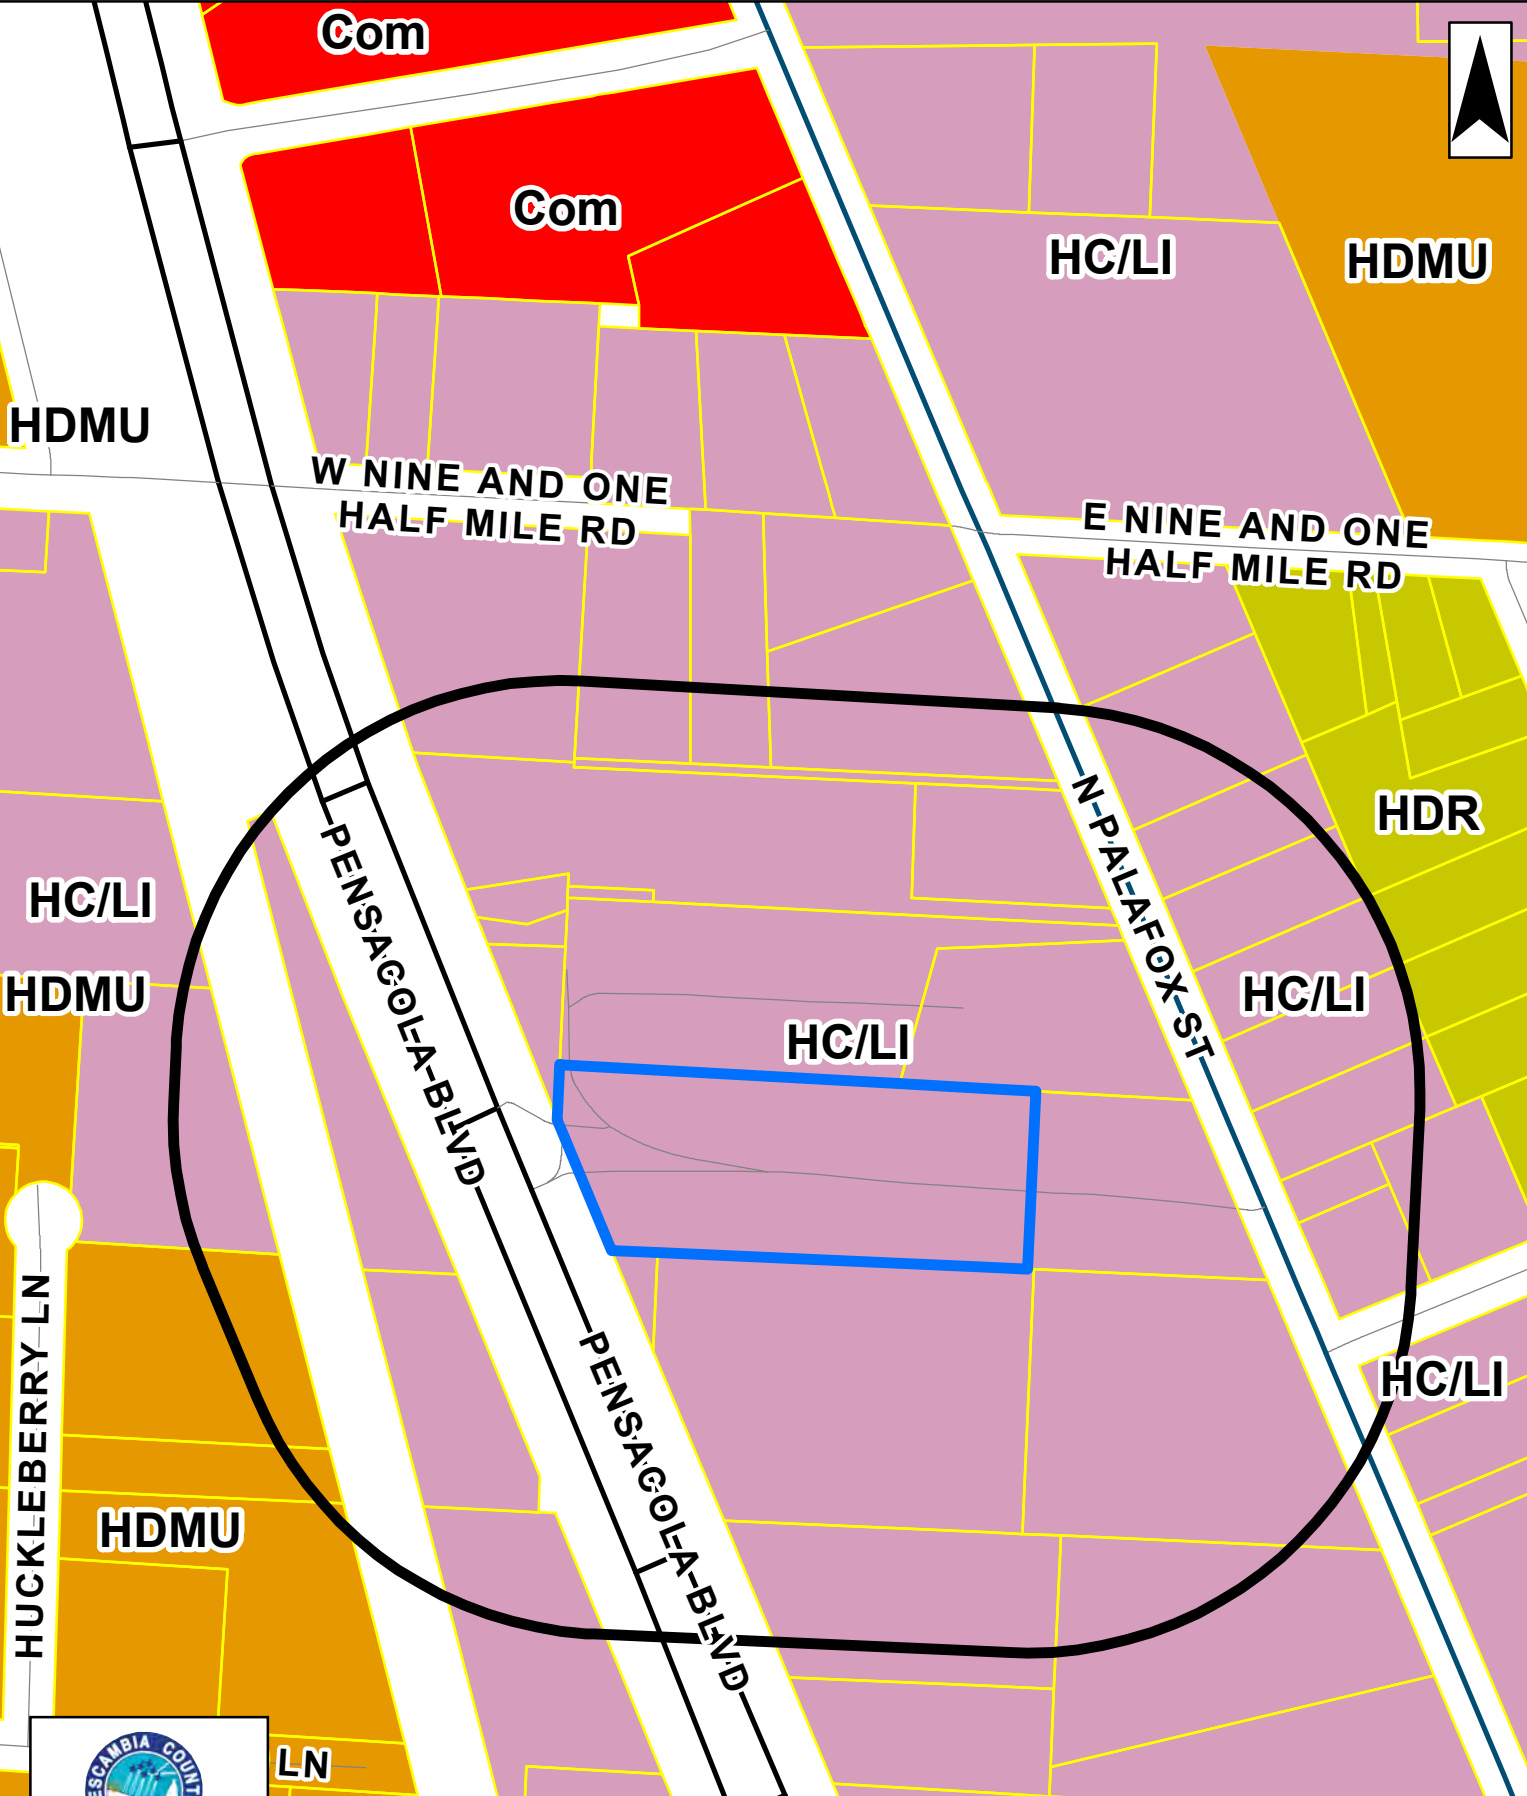 Com
Com
HC/LI
HDMU
HDMU
W NINE AND ONE
HALF MILE RD
E NINE AND ONE
HALF MILE RD
HDR
N PALAFOX ST
PENSACOLA BLVD
HC/LI
HDMU
HC/LI
HC/LI
PENSACOLA BLVD
HC/LI
HUCKLEBERRY LN
HDMU
LN
ESCAMBIA COUNT